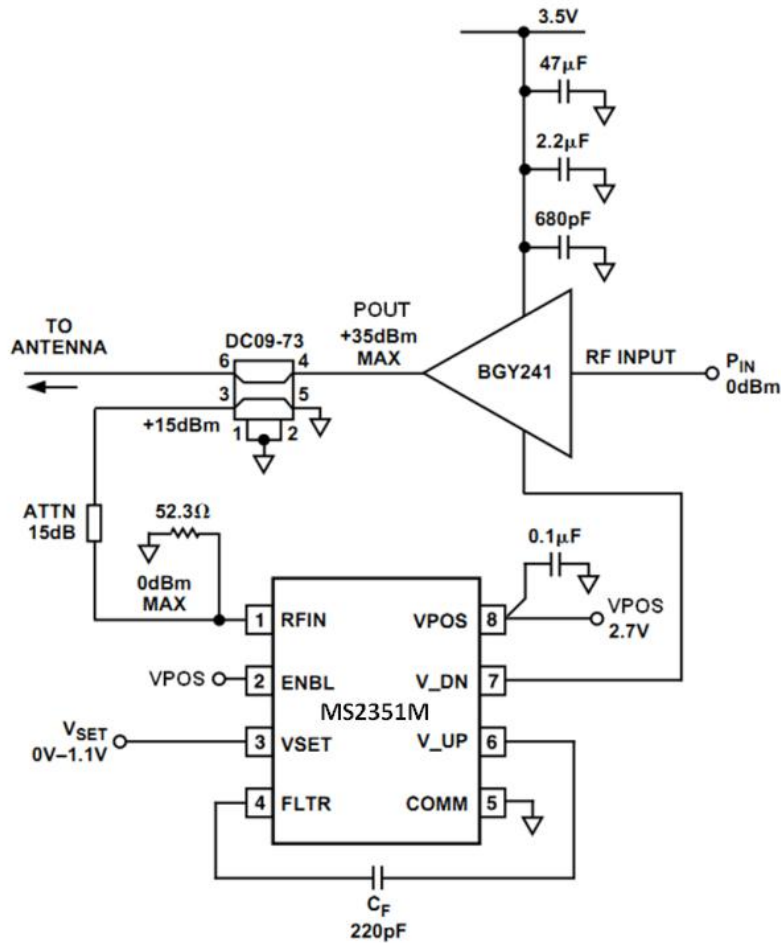 3.5V
47μF
2.2μF
680pF
TO
ANTENNA
DC09-73
POUT
+35dBm
MAX
BGY241
RF INPUT
P_IN
0dBm
6
4
3
5
+15dBm
1
2
ATTN
15dB
52.3Ω
0dBm
MAX
0.1μF
1
RFIN
VPOS
8
VPOS
2.7V
VPOS
2
ENBL
V_DN
7
MS2351M
V_SET
0V–1.1V
3
VSET
V_UP
6
4
FLTR
COMM
5
C_F
220pF